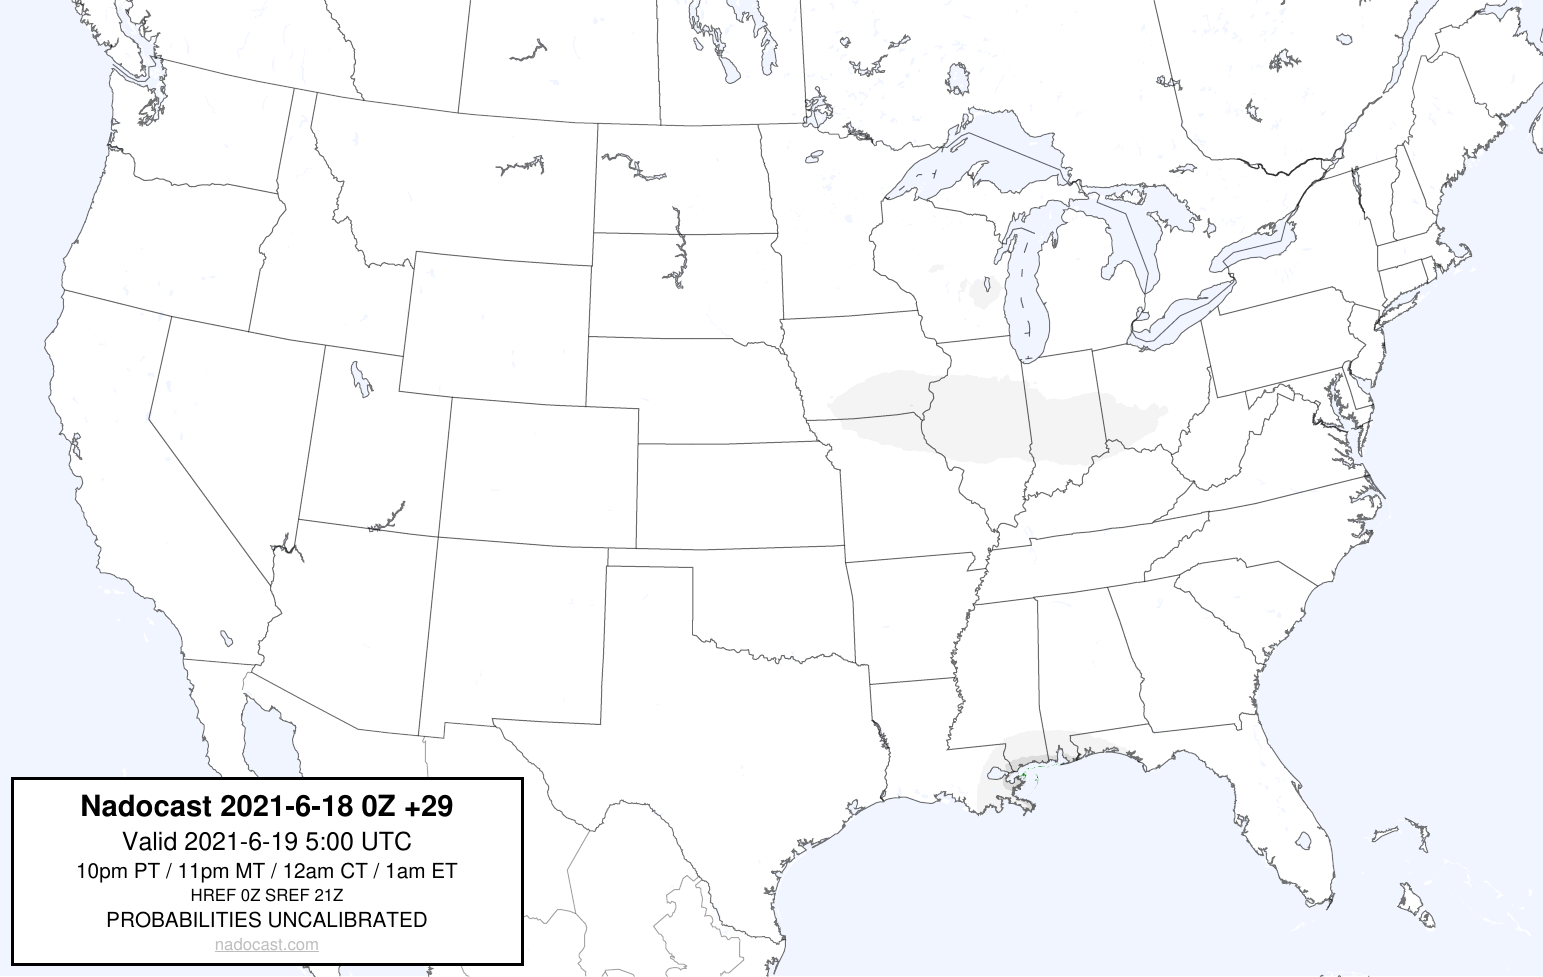 Nadocast 2021-6-18 0Z +29
Valid 2021-6-19 5:00 UTC
10pm PT / 11pm MT / 12am CT / 1am ET
HREF 0Z SREF 21Z
PROBABILITIES UNCALIBRATED
nadocast.com